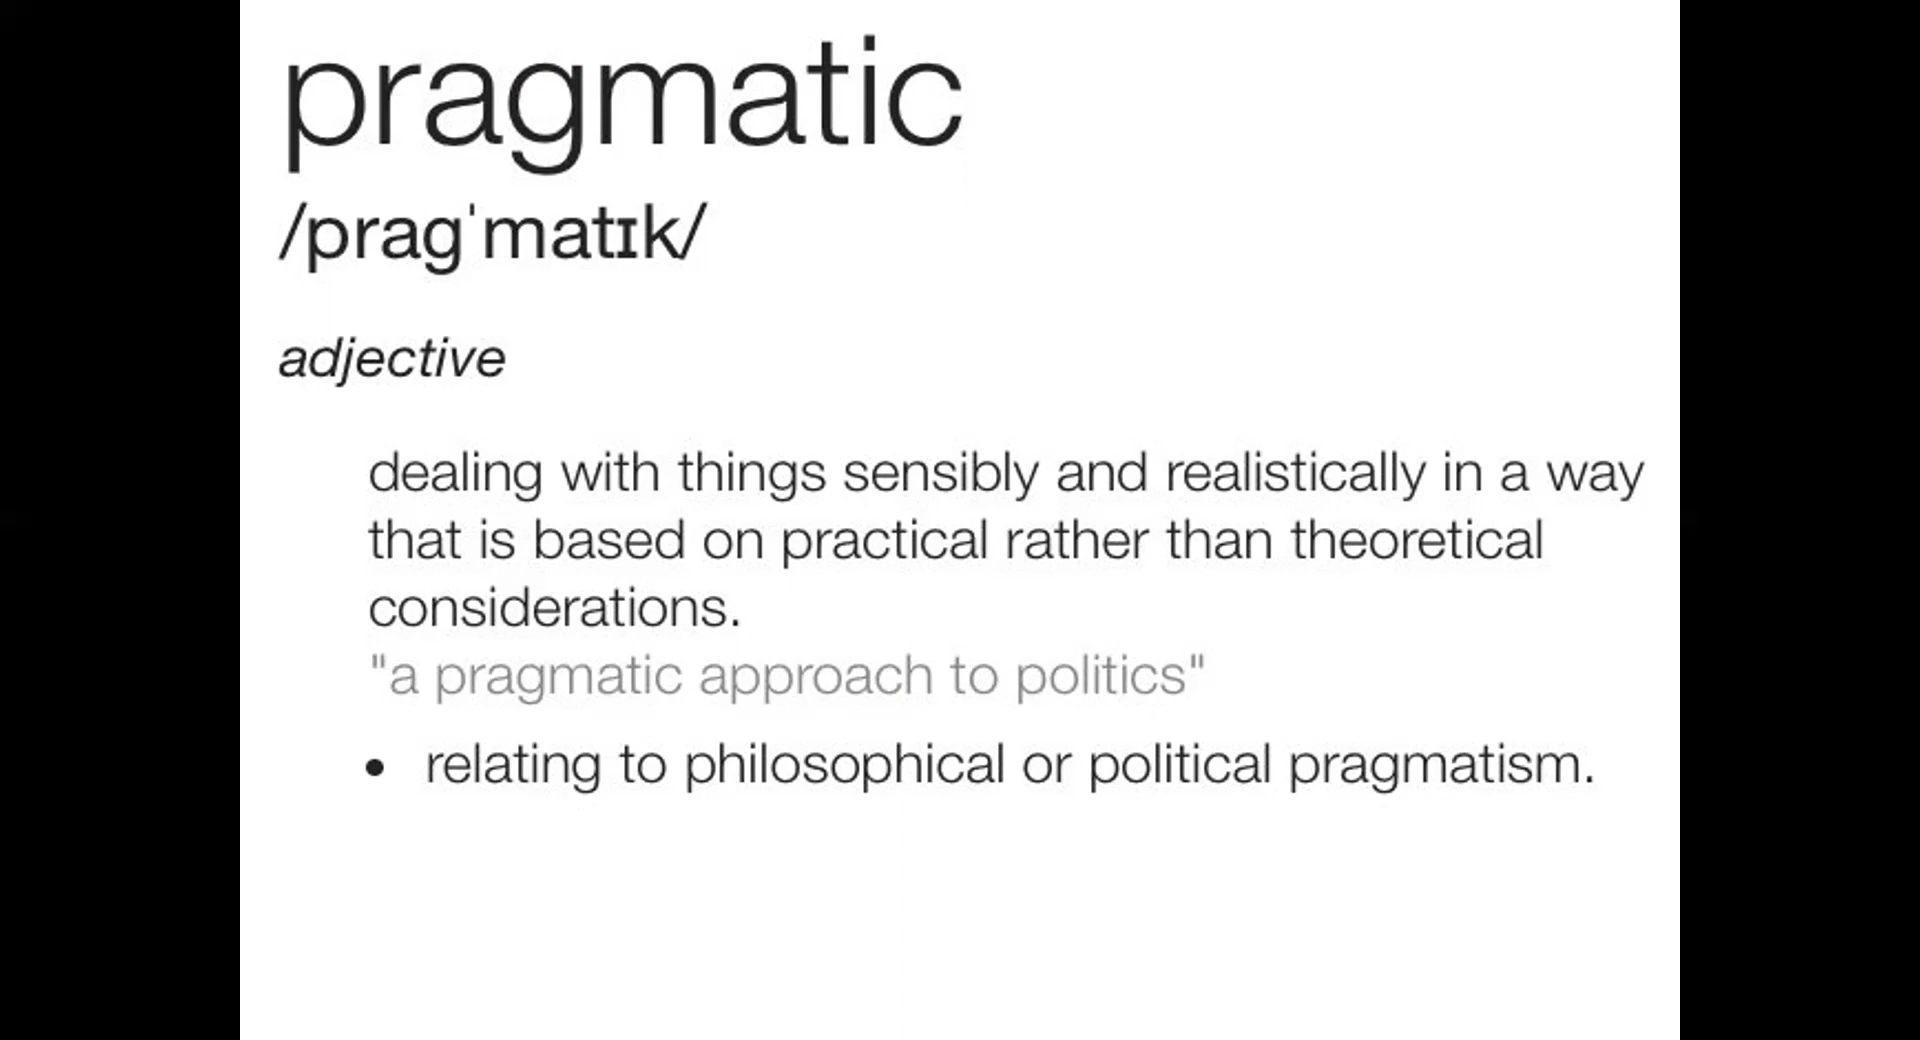 pragmatic
/pragˈmatɪk/
adjective
dealing with things sensibly and realistically in a way
that is based on practical rather than theoretical
considerations.
"a pragmatic approach to politics"
• relating to philosophical or political pragmatism.